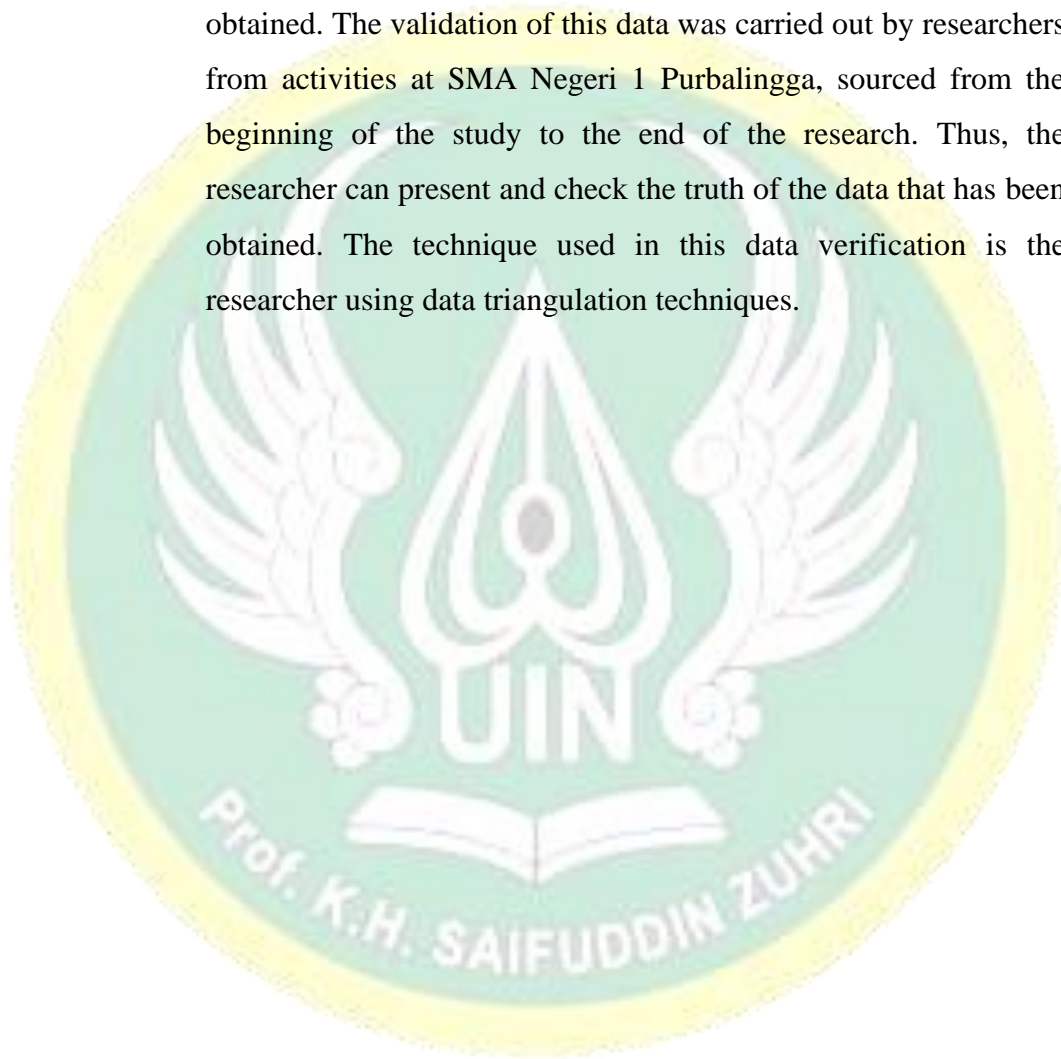 obtained. The validation of this data was carried out by researchers
from activities at SMA Negeri 1 Purbalingga, sourced from the
beginning of the study to the end of the research. Thus, the
researcher can present and check the truth of the data that has been
obtained. The technique used in this data verification is the
researcher using data triangulation techniques.
UIN
Prof. K.H. SAIFUDDIN ZUHRI